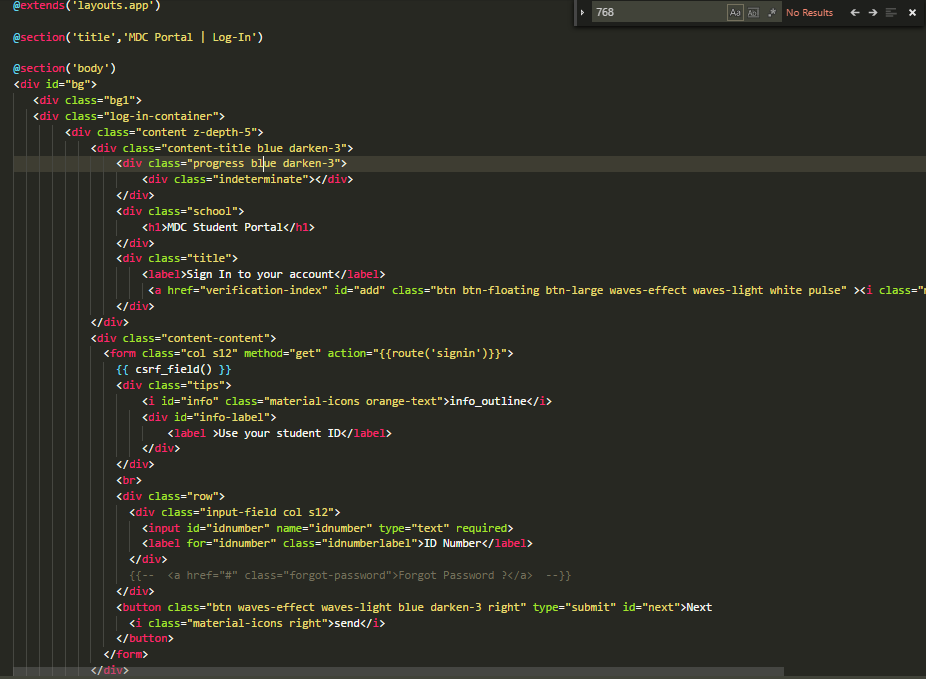 @extends('layouts.app')
768
Aa
Ab
.*
No Results
@section('title','MDC Portal | Log-In')
@section('body')
<div id="bg">
<div class="bg1">
<div class="log-in-container">
<div class="content z-depth-5">
<div class="content-title blue darken-3">
<div class="progress blue darken-3">
<div class="indeterminate"></div>
</div>
<div class="school">
<h1>MDC Student Portal</h1>
</div>
<div class="title">
<label>Sign In to your account</label>
<a href="verification-index" id="add" class="btn btn-floating btn-large waves-effect waves-light white pulse" ><i class="
</div>
</div>
<div class="content-content">
<form class="col s12" method="get" action="{{route('signin')}}">
{{ csrf_field() }}
<div class="tips">
<i id="info" class="material-icons orange-text">info_outline</i>
<div id="info-label">
<label >Use your student ID</label>
</div>
</div>
<br>
<div class="row">
<div class="input-field col s12">
<input id="idnumber" name="idnumber" type="text" required>
<label for="idnumber" class="idnumberlabel">ID Number</label>
</div>
{{-- <a href="#" class="forgot-password">Forgot Password ?</a> --}}
</div>
<button class="btn waves-effect waves-light blue darken-3 right" type="submit" id="next">Next
<i class="material-icons right">send</i>
</button>
</form>
</div>